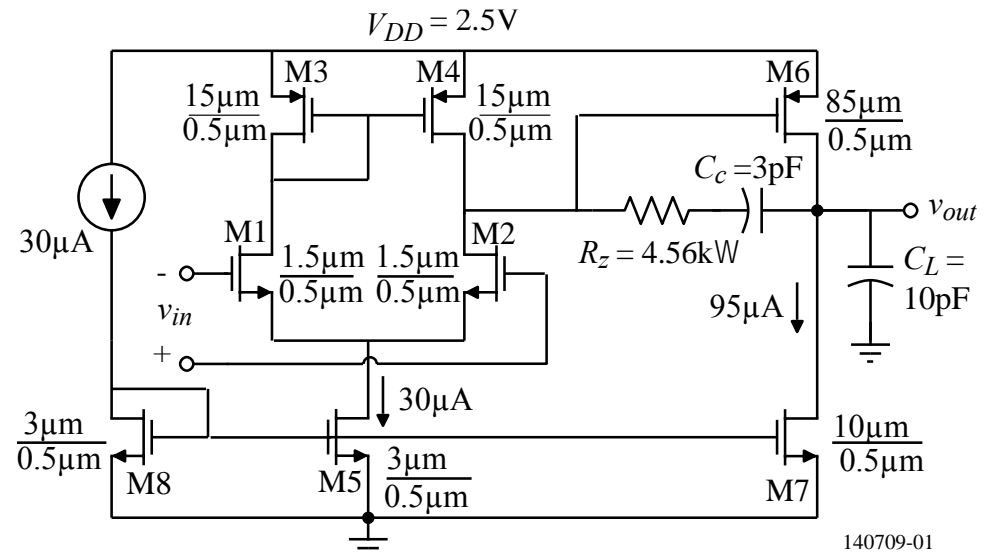 V_DD = 2.5V
M3
M4
M6
15µm
0.5µm
15µm
0.5µm
85µm
0.5µm
C_c =3pF
v_out
30µA
M1
M2
R_z = 4.56kW
C_L =
10pF
-
1.5µm
0.5µm
1.5µm
0.5µm
v_in
95µA
+
30µA
3µm
0.5µm
M8
M5
3µm
0.5µm
10µm
0.5µm
M7
140709-01